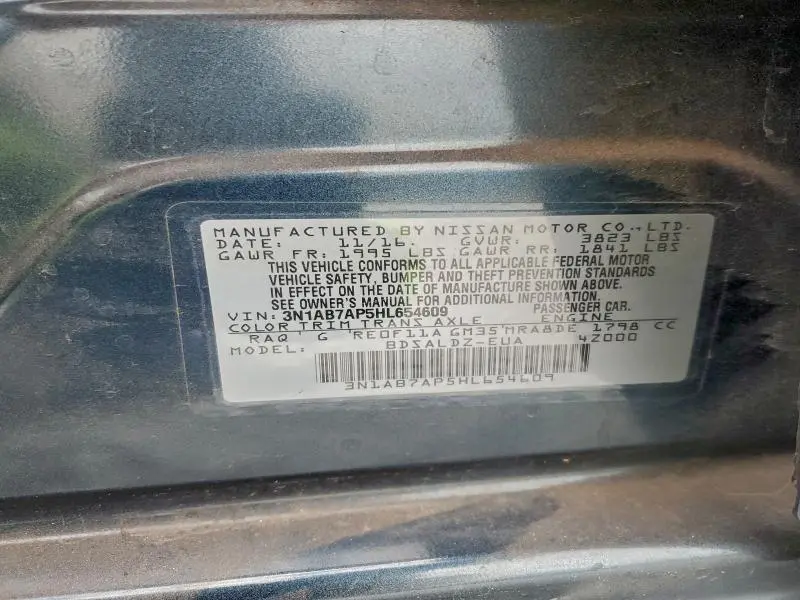 MANUFACTURED BY NISSAN MOTOR CO., LTD.
DATE: 11/16. GVWR: 3823 LBS
GAWR FR: 1995 LBS GAWR RR: 1841 LBS
THIS VEHICLE CONFORMS TO ALL APPLICABLE FEDERAL MOTOR
VEHICLE SAFETY, BUMPER AND THEFT PREVENTION STANDARDS
IN EFFECT ON THE DATE OF MANUFACTURE SHOWN ABOVE.
SEE OWNER'S MANUAL FOR ADDITIONAL INFORMATION.
VIN: 3N1AB7AP5HL654609 PASSENGER CAR.
COLOR TRIM TRANS AXLE ENGINE
RAQ G RE0F11A GM35 MRA8DE 1798 CC
MODEL: BDSALDZ-EUA 4Z000
3N1AB7AP5HL654609